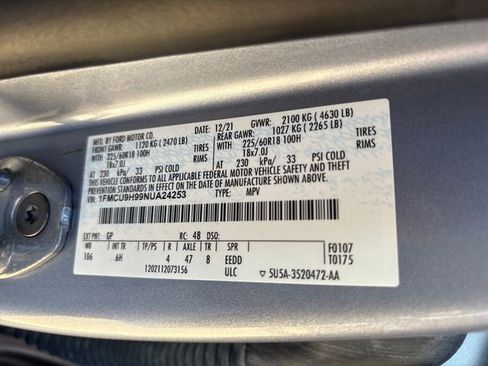 MFD. BY FORD MOTOR CO.
12/21 GVWR: 2100 KG ( 4630 LB)
FRONT GAWR: 1120 KG ( 2470 LB) REAR GAWR: 1027 KG ( 2265 LB)
WITH 225/60R18 100H TIRES WITH 225/60R18 100H TIRES
18x7.0J RIMS 18x7.0J RIMS
AT 230 kPa/ 33 PSI COLD AT 230 kPa/ 33 PSI COLD
THIS VEHICLE CONFORMS TO ALL APPLICABLE FEDERAL MOTOR VEHICLE SAFETY AND THEFT
PREVENTION STANDARDS IN EFFECT ON THE DATE OF MANUFACTURE SHOWN ABOVE.
VIN: 1FMCU9H99NUA24253 TYPE: MPV
EXT PNT: GP RC: 48 DSO:
WB INT TR TP/PS R AXLE TR SPR F0107
106 6H 4 47 8 EEDD T0175
1202112073156 ULC 5U5A-3520472-AA